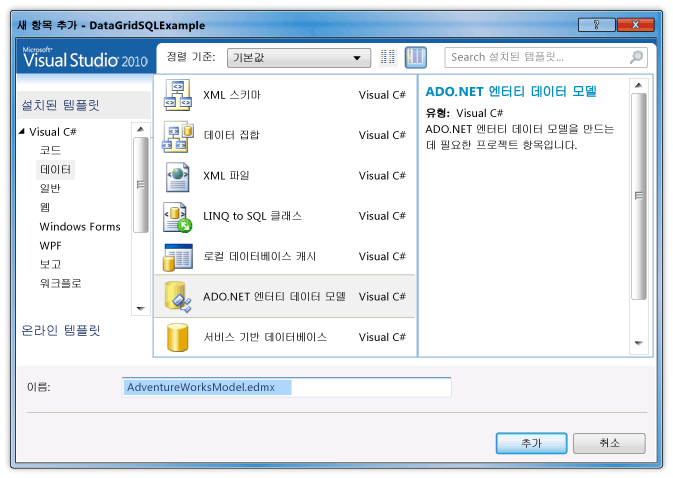 새 항목 추가 - DataGridSQLExample
Microsoft
Visual Studio 2010
정렬 기준: 기본값
Search 설치된 템플릿...
설치된 템플릿
Visual C#
코드
데이터
일반
웹
Windows Forms
WPF
보고
워크플로
온라인 템플릿
XML 스키마 Visual C#
데이터 집합 Visual C#
XML 파일 Visual C#
LINQ to SQL 클래스 Visual C#
로컬 데이터베이스 캐시 Visual C#
ADO.NET 엔터티 데이터 모델 Visual C#
서비스 기반 데이터베이스 Visual C#
ADO.NET 엔터티 데이터 모델
유형: Visual C#
ADO.NET 엔터티 데이터 모델을 만드는
데 필요한 프로젝트 항목입니다.
이름: AdventureWorksModel.edmx
추가 취소